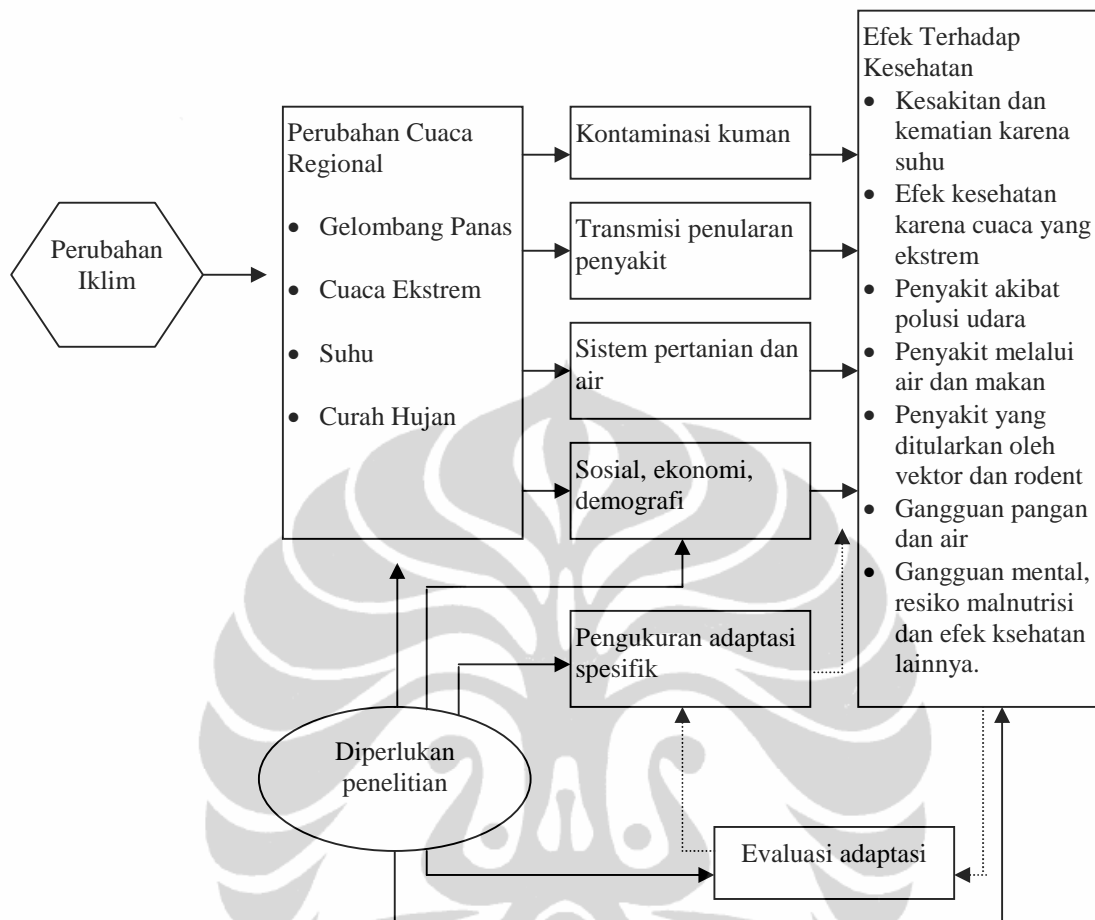 Perubahan
Iklim
Perubahan Cuaca
Regional
• Gelombang Panas
• Cuaca Ekstrem
• Suhu
• Curah Hujan
Kontaminasi kuman
Transmisi penularan
penyakit
Sistem pertanian dan
air
Sosial, ekonomi,
demografi
Pengukuran adaptasi
spesifik
Diperlukan
penelitian
Evaluasi adaptasi
Efek Terhadap
Kesehatan
• Kesakitan dan
kematian karena
suhu
• Efek kesehatan
karena cuaca yang
ekstrem
• Penyakit akibat
polusi udara
• Penyakit melalui
air dan makan
• Penyakit yang
ditularkan oleh
vektor dan rodent
• Gangguan pangan
dan air
• Gangguan mental,
resiko malnutrisi
dan efek ksehatan
lainnya.